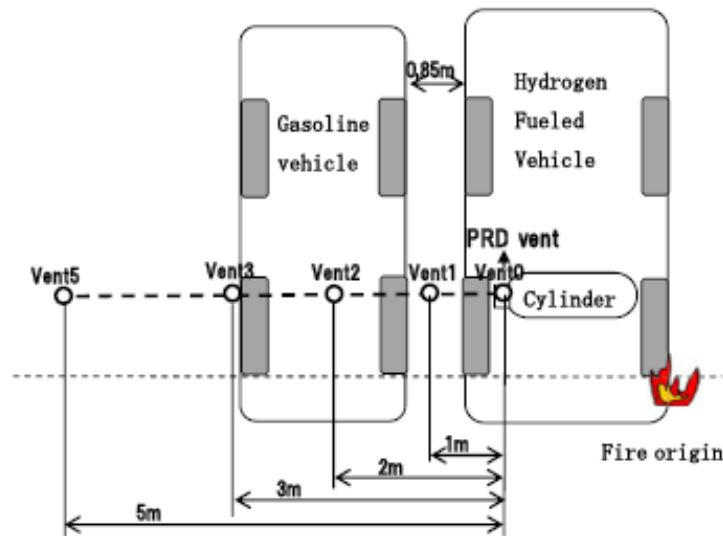 0.85m
Hydrogen
Fueled
Vehicle
Gasoline
vehicle
PRD vent
Vent5
Vent3
Vent2
Vent1
Vent0
Cylinder
1m
2m
3m
5m
Fire origin